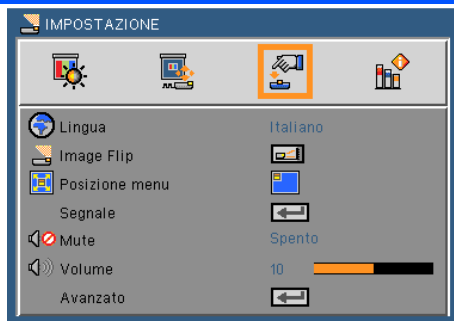 IMPOSTAZIONE
Lingua Italiano
Image Flip
Posizione menu
Segnale
Mute Spento
Volume 10
Avanzato